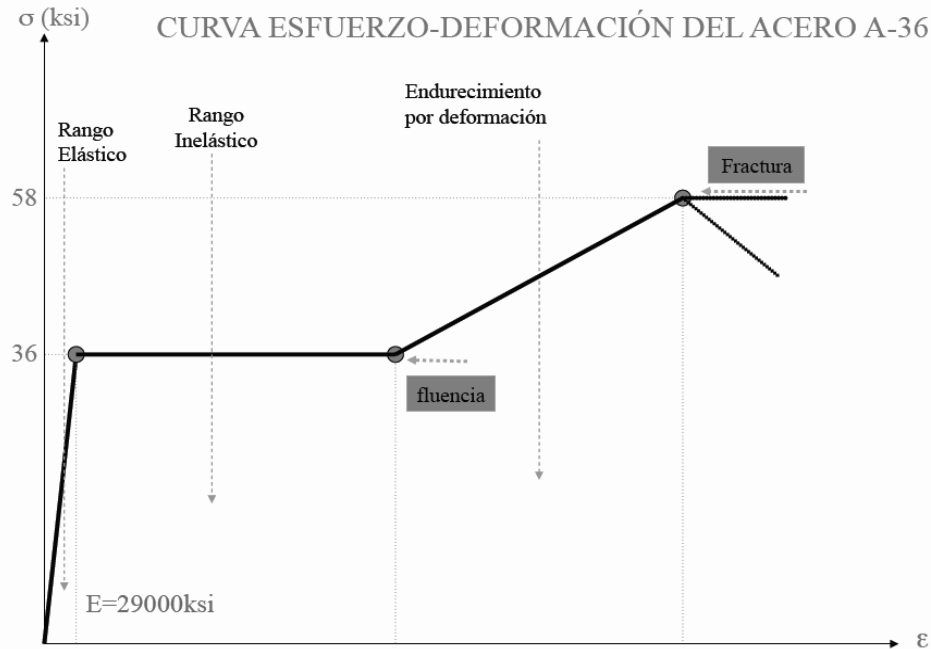 σ (ksi)
CURVA ESFUERZO-DEFORMACIÓN DEL ACERO A-36
Rango
Elástico
Rango
Inelástico
Endurecimiento
por deformación
Fractura
58
36
fluencia
E=29000ksi
ε